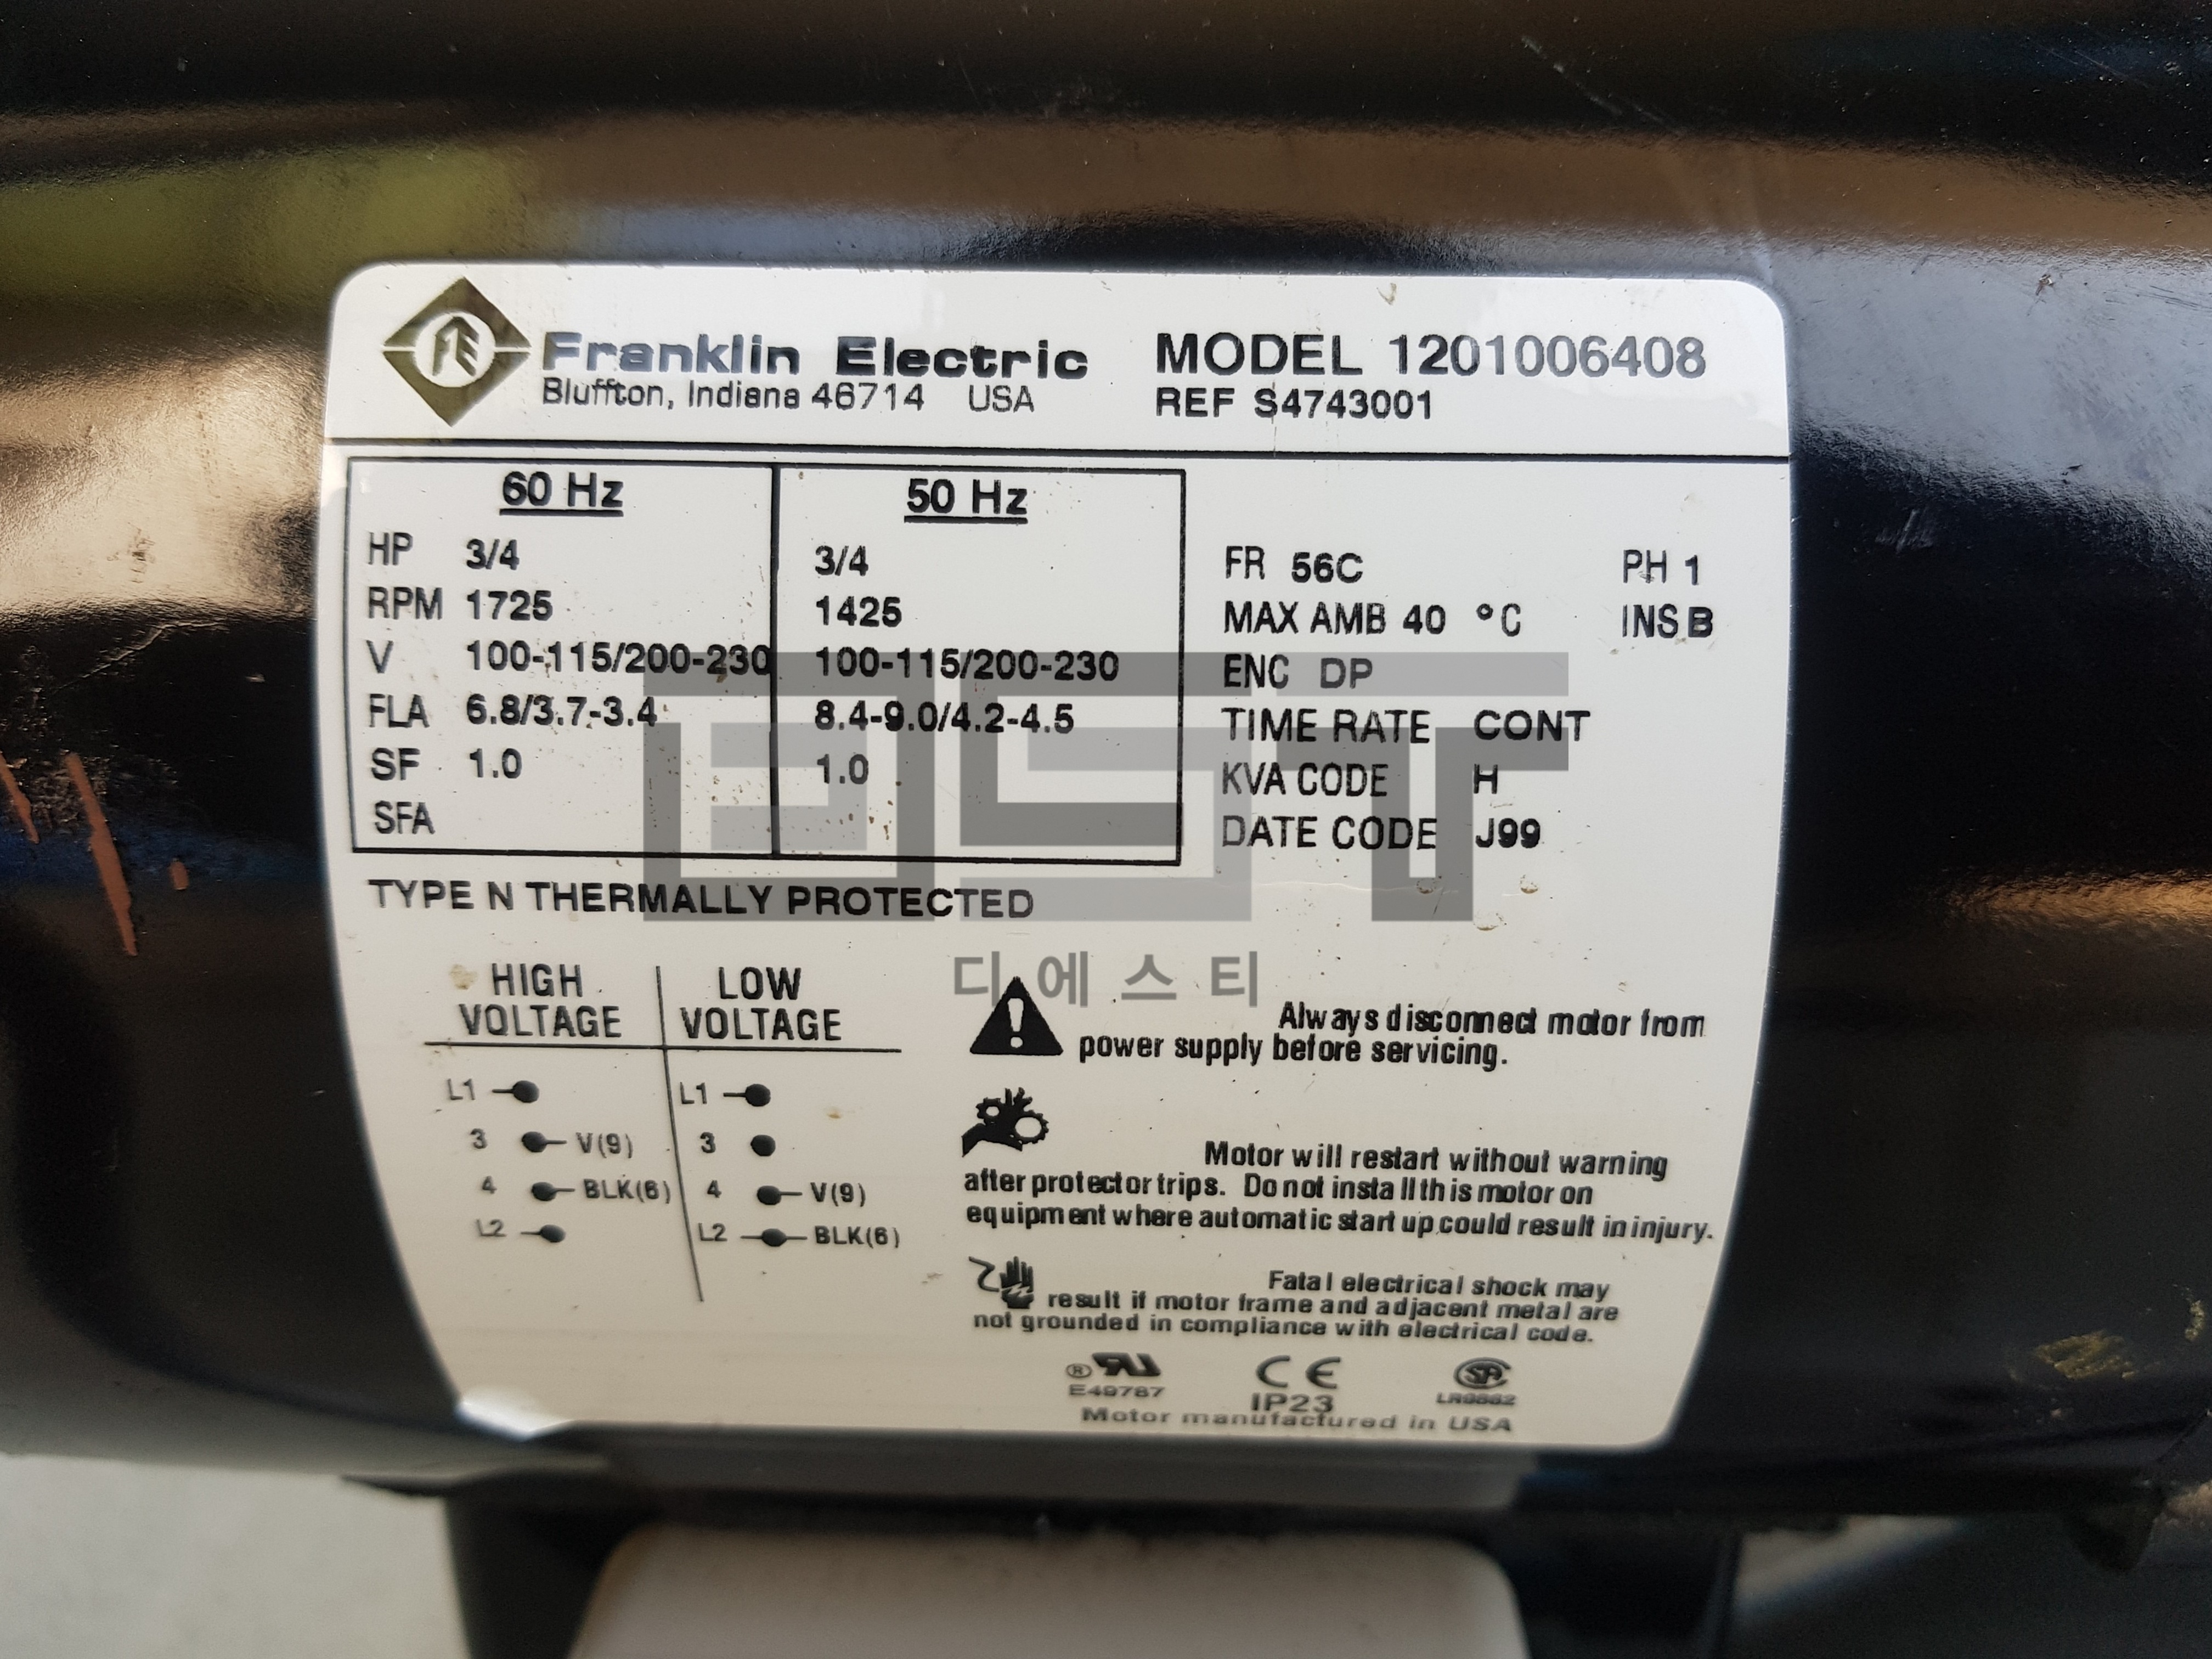 FE Franklin Electric
Bluffton, Indiana 46714 USA
MODEL 1201006408
REF S4743001
60 Hz 50 Hz
HP 3/4 3/4
RPM 1725 1425
V 100-115/200-230 100-115/200-230
FLA 6.8/3.7-3.4 8.4-9.0/4.2-4.5
SF 1.0 1.0
SFA
FR 56C PH 1
MAX AMB 40 °C INS B
ENC DP
TIME RATE CONT
KVA CODE H
DATE CODE J99
TYPE N THERMALLY PROTECTED
DST
디에스티
HIGH VOLTAGE
L1
3 V(9)
4 BLK(6)
L2
LOW VOLTAGE
L1
3
4 V(9)
L2 BLK(6)
Always disconnect motor from
power supply before servicing.
Motor will restart without warning
after protector trips. Do not install this motor on
equipment where automatic start up could result in injury.
Fatal electrical shock may
result if motor frame and adjacent metal are
not grounded in compliance with electrical code.
® RU CE SA
E49787 IP23
Motor manufactured in USA